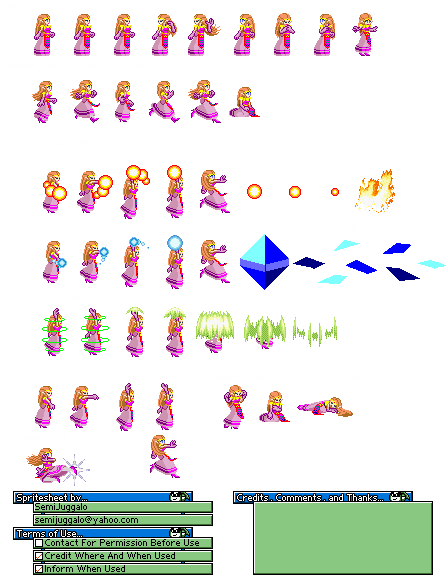 Spritesheet by...
SemiJuggalo
semijuggalo@yahoo.com
Terms of Use...
Contact For Permission Before Use
Credit Where And When Used
Inform When Used
Credits, Comments, and Thanks...